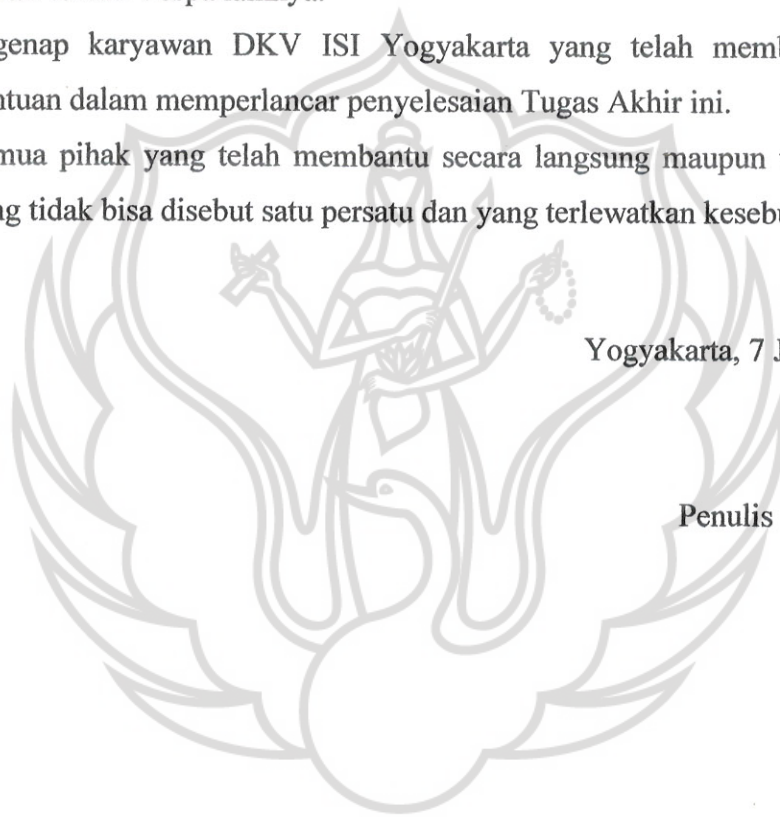 genap karyawan DKV ISI Yogyakarta yang telah memb
ntuan dalam memperlancar penyelesaian Tugas Akhir ini.
mua pihak yang telah membantu secara langsung maupun
ng tidak bisa disebut satu persatu dan yang terlewatkan kesebu
Yogyakarta, 7 J
Penulis